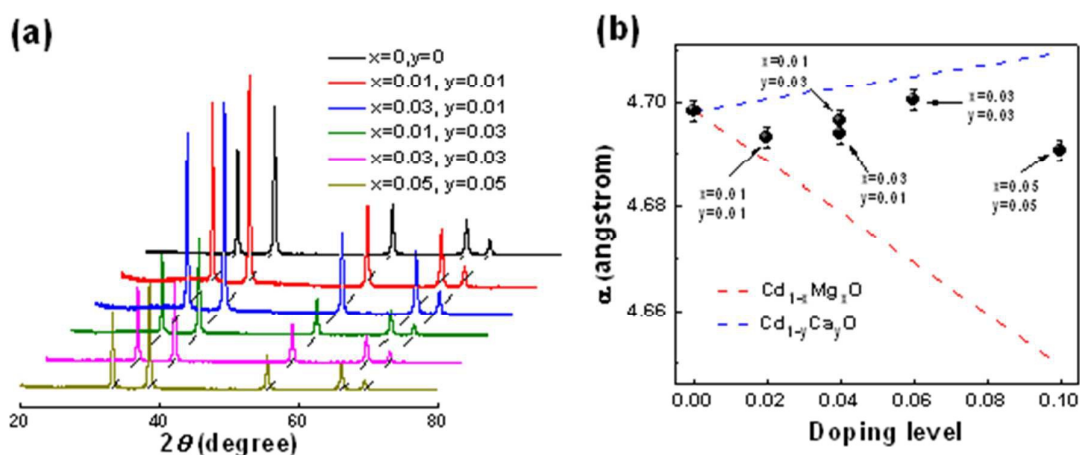 (a)
x=0,y=0
x=0.01, y=0.01
x=0.03, y=0.01
x=0.01, y=0.03
x=0.03, y=0.03
x=0.05, y=0.05
20
40
60
80
2θ (degree)
(b)
4.70
4.68
4.66
α (angstrom)
x=0.01
y=0.03
x=0.03
y=0.03
x=0.01
y=0.01
x=0.03
y=0.01
x=0.05
y=0.05
Cd1-xMgxO
Cd1-yCayO
0.00
0.02
0.04
0.06
0.08
0.10
Doping level